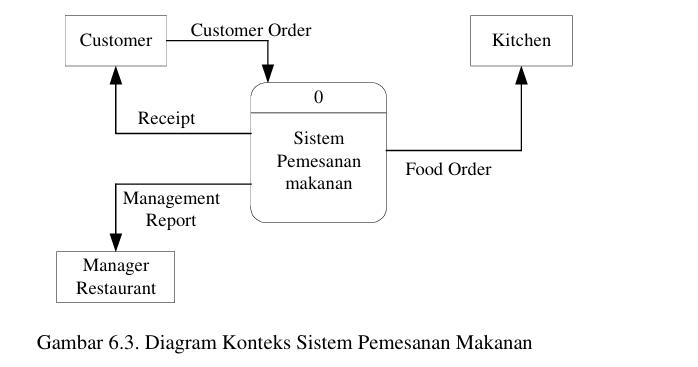 Customer
Customer Order
Kitchen
0
Receipt
Sistem
Pemesanan
makanan
Food Order
Management
Report
Manager
Restaurant
Gambar 6.3. Diagram Konteks Sistem Pemesanan Makanan